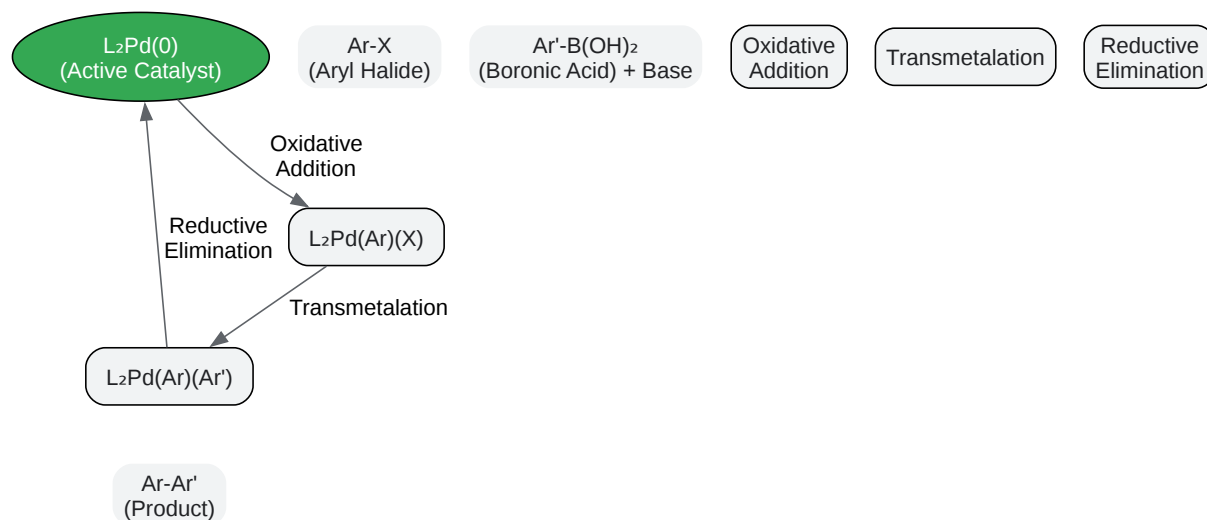 L₂Pd(0)
(Active Catalyst)
Ar-X
(Aryl Halide)
Ar'-B(OH)₂
(Boronic Acid) + Base
Oxidative
Addition
Transmetalation
Reductive
Elimination
Oxidative
Addition
Reductive
Elimination
L₂Pd(Ar)(X)
Transmetalation
L₂Pd(Ar)(Ar')
Ar-Ar'
(Product)